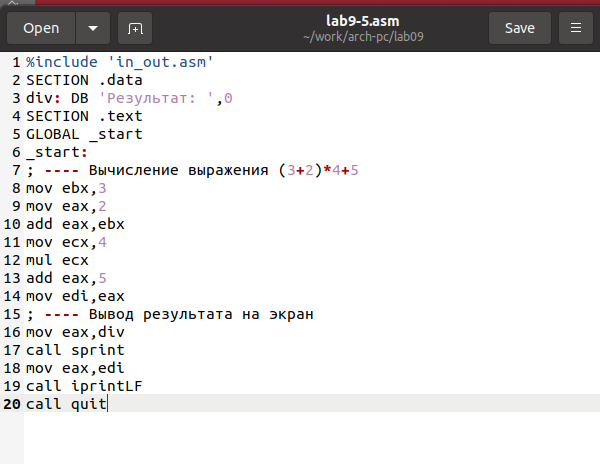 Open
lab9-5.asm
~/work/arch-pc/lab09
Save
1 %include 'in_out.asm'
2 SECTION .data
3 div: DB 'Результат: ',0
4 SECTION .text
5 GLOBAL _start
6 _start:
7 ; ---- Вычисление выражения (3+2)*4+5
8 mov ebx,3
9 mov eax,2
10 add eax,ebx
11 mov ecx,4
12 mul ecx
13 add eax,5
14 mov edi,eax
15 ; ---- Вывод результата на экран
16 mov eax,div
17 call sprint
18 mov eax,edi
19 call iprintLF
20 call quit